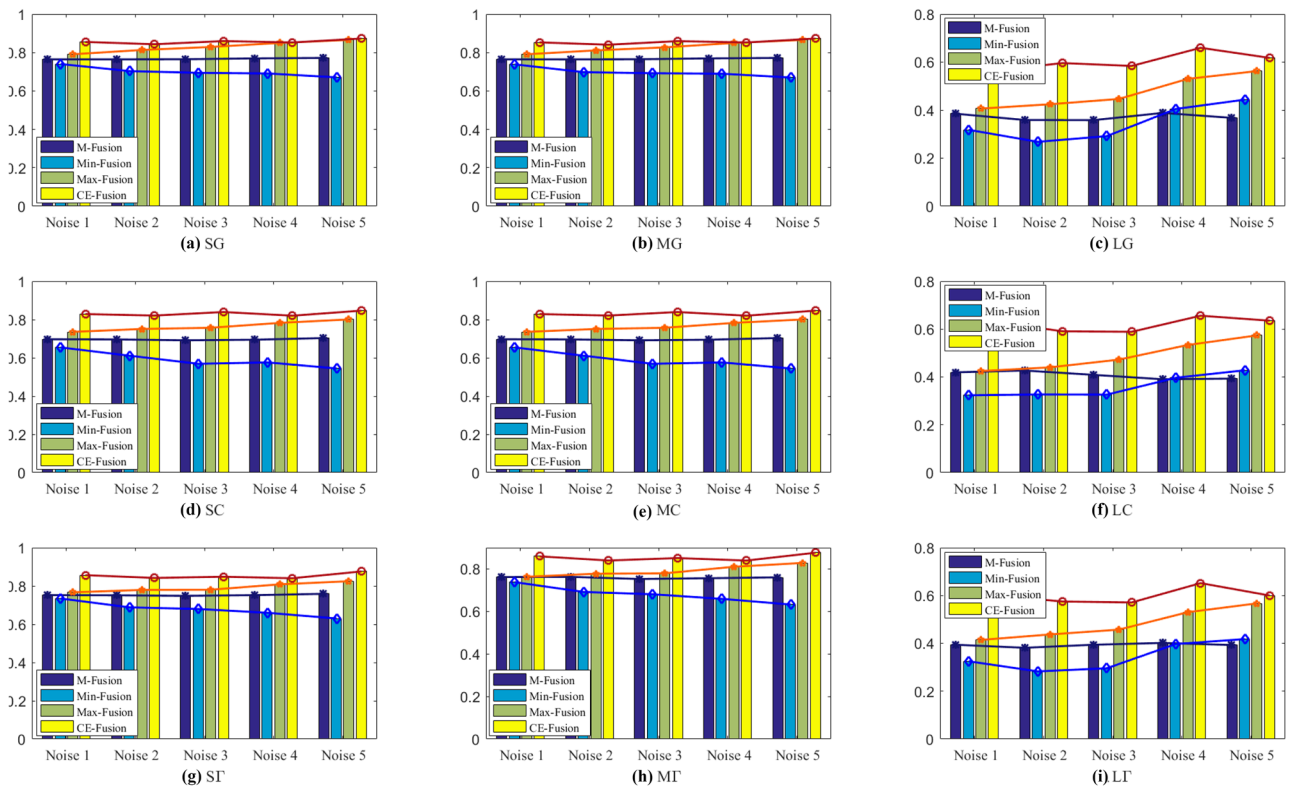 1
0.8
0.6
0.4
0.2
0
M-Fusion
Min-Fusion
Max-Fusion
CE-Fusion
Noise 1 Noise 2 Noise 3 Noise 4 Noise 5
(a) SG
1
0.8
0.6
0.4
0.2
0
M-Fusion
Min-Fusion
Max-Fusion
CE-Fusion
Noise 1 Noise 2 Noise 3 Noise 4 Noise 5
(b) MG
0.8
0.6
0.4
0.2
0
M-Fusion
Min-Fusion
Max-Fusion
CE-Fusion
Noise 1 Noise 2 Noise 3 Noise 4 Noise 5
(c) LG
1
0.8
0.6
0.4
0.2
0
M-Fusion
Min-Fusion
Max-Fusion
CE-Fusion
Noise 1 Noise 2 Noise 3 Noise 4 Noise 5
(d) SC
1
0.8
0.6
0.4
0.2
0
M-Fusion
Min-Fusion
Max-Fusion
CE-Fusion
Noise 1 Noise 2 Noise 3 Noise 4 Noise 5
(e) MC
0.8
0.6
0.4
0.2
0
M-Fusion
Min-Fusion
Max-Fusion
CE-Fusion
Noise 1 Noise 2 Noise 3 Noise 4 Noise 5
(f) LC
1
0.8
0.6
0.4
0.2
0
M-Fusion
Min-Fusion
Max-Fusion
CE-Fusion
Noise 1 Noise 2 Noise 3 Noise 4 Noise 5
(g) SΓ
0.8
0.6
0.4
0.2
0
M-Fusion
Min-Fusion
Max-Fusion
CE-Fusion
Noise 1 Noise 2 Noise 3 Noise 4 Noise 5
(h) MΓ
0.8
0.6
0.4
0.2
0
M-Fusion
Min-Fusion
Max-Fusion
CE-Fusion
Noise 1 Noise 2 Noise 3 Noise 4 Noise 5
(i) LΓ